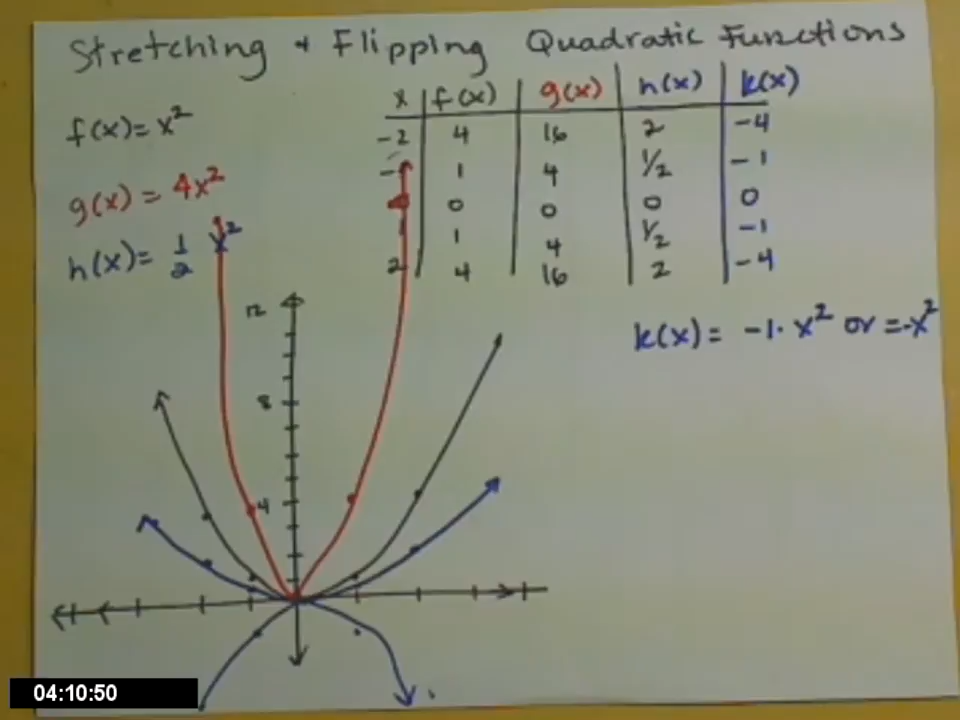 Stretching + Flipping Quadratic Functions
f(x) = x²
g(x) = 4x²
h(x) = 1/2 x²
x f(x) g(x) h(x) k(x)
-2 4 16 2 -4
-1 1 4 1/2 -1
0 0 0 0 0
1 1 4 1/2 -1
2 4 16 2 -4
k(x) = -1 · x² or = -x²
12
8
4
04:10:50